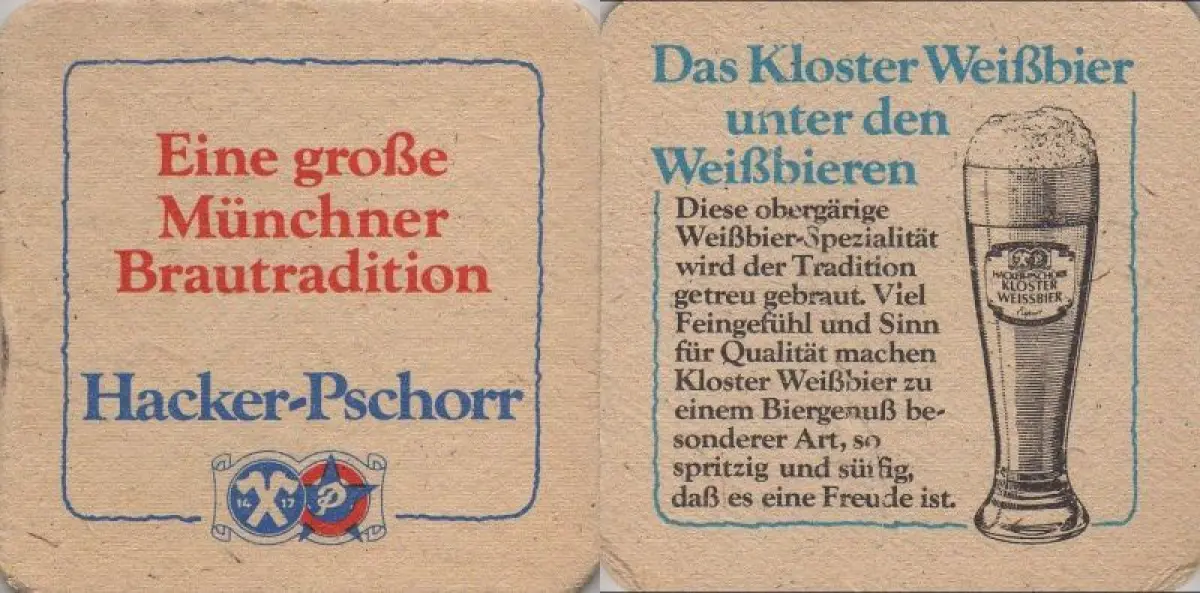 Eine große
Münchner
Brautradition
Hacker-Pschorr
14 17
P
Das Kloster Weißbier
unter den
Weißbieren
Diese obergärige
Weißbier-Spezialität
wird der Tradition
getreu gebraut. Viel
Feingefühl und Sinn
für Qualität machen
Kloster Weißbier zu
einem Biergenuß be-
sonderer Art, so
spritzig und süffig,
daß es eine Freude ist.
HACKER-PSCHORR
KLOSTER
WEISSBIER
Export